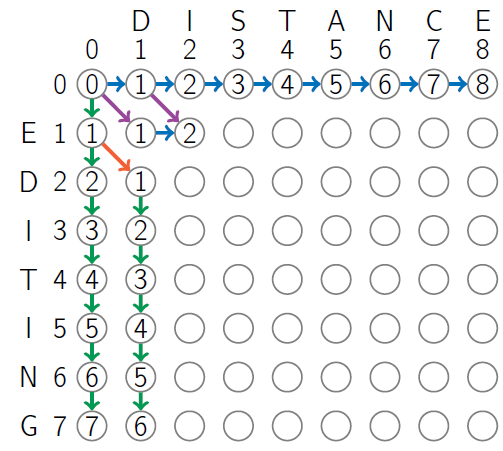 D I S T A N C E
0 1 2 3 4 5 6 7 8
0 0 1 2 3 4 5 6 7 8
E 1 1 1 2
D 2 2 1
I 3 3 2
T 4 4 3
I 5 5 4
N 6 6 5
G 7 7 6